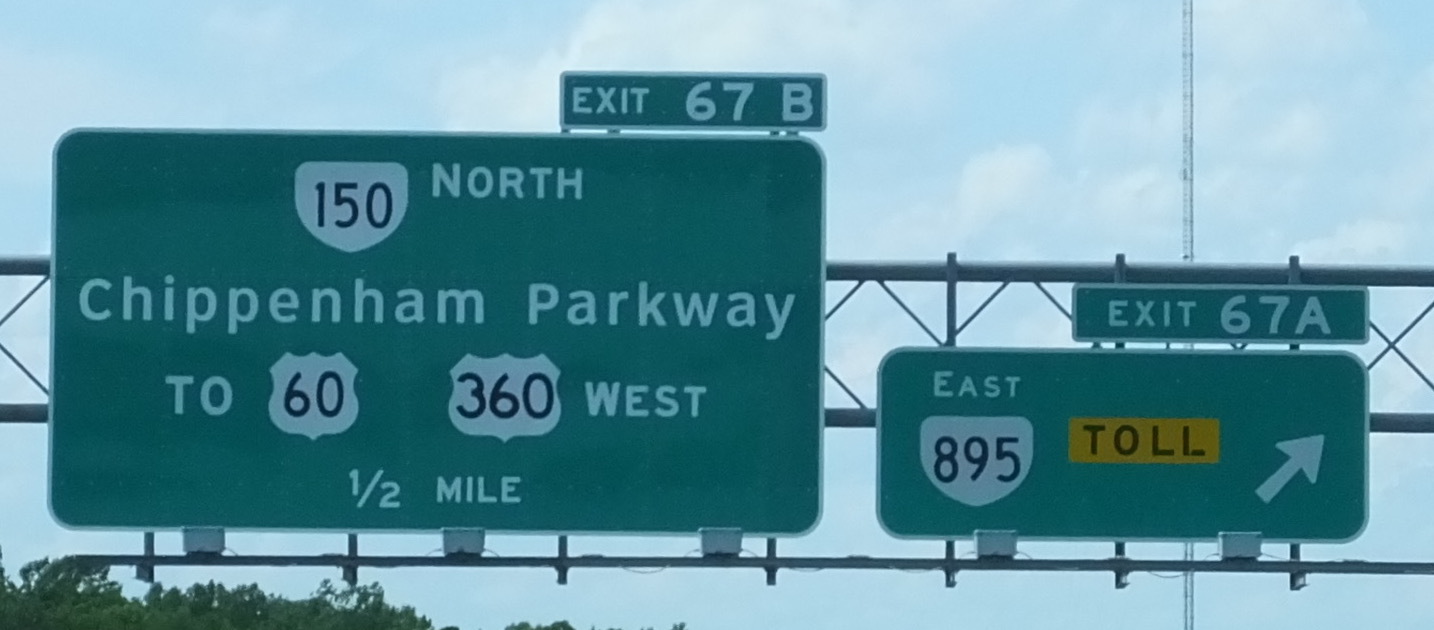 EXIT 67 B
150 NORTH
Chippenham Parkway
TO 60 360 WEST
1/2 MILE
EXIT 67A
EAST
895 TOLL